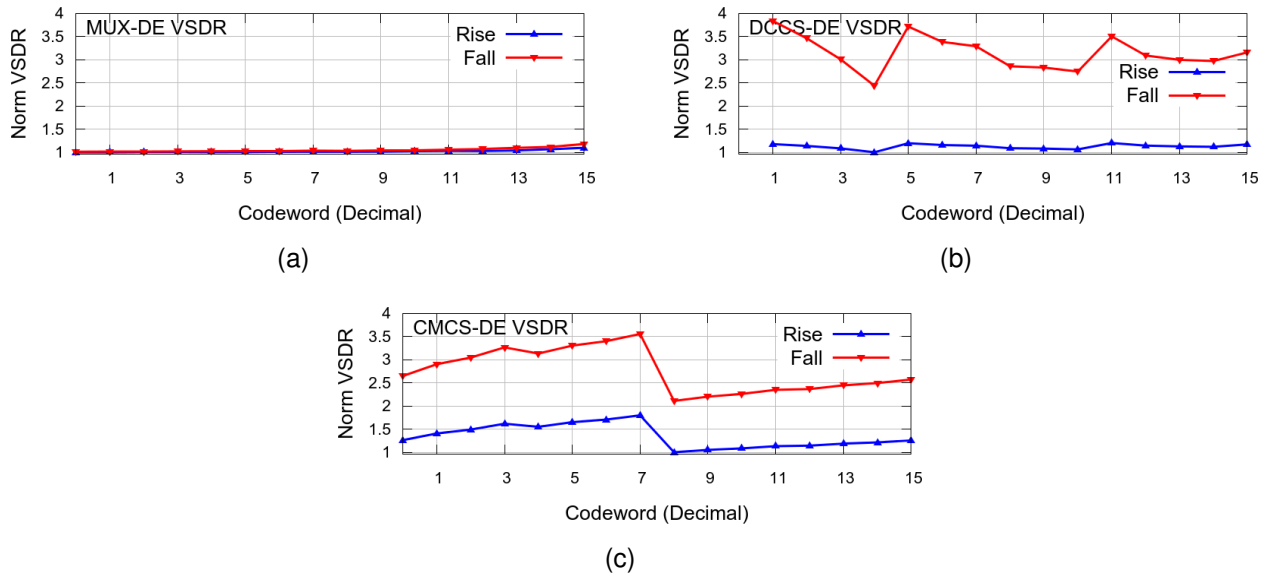 MUX-DE VSDR
Rise
Fall
Norm VSDR
4
3.5
3
2.5
2
1.5
1
1 3 5 7 9 11 13 15
Codeword (Decimal)
(a)
DCCS-DE VSDR
Rise
Fall
Norm VSDR
4
3.5
3
2.5
2
1.5
1
1 3 5 7 9 11 13 15
Codeword (Decimal)
(b)
CMCS-DE VSDR
Rise
Fall
Norm VSDR
4
3.5
3
2.5
2
1.5
1
1 3 5 7 9 11 13 15
Codeword (Decimal)
(c)